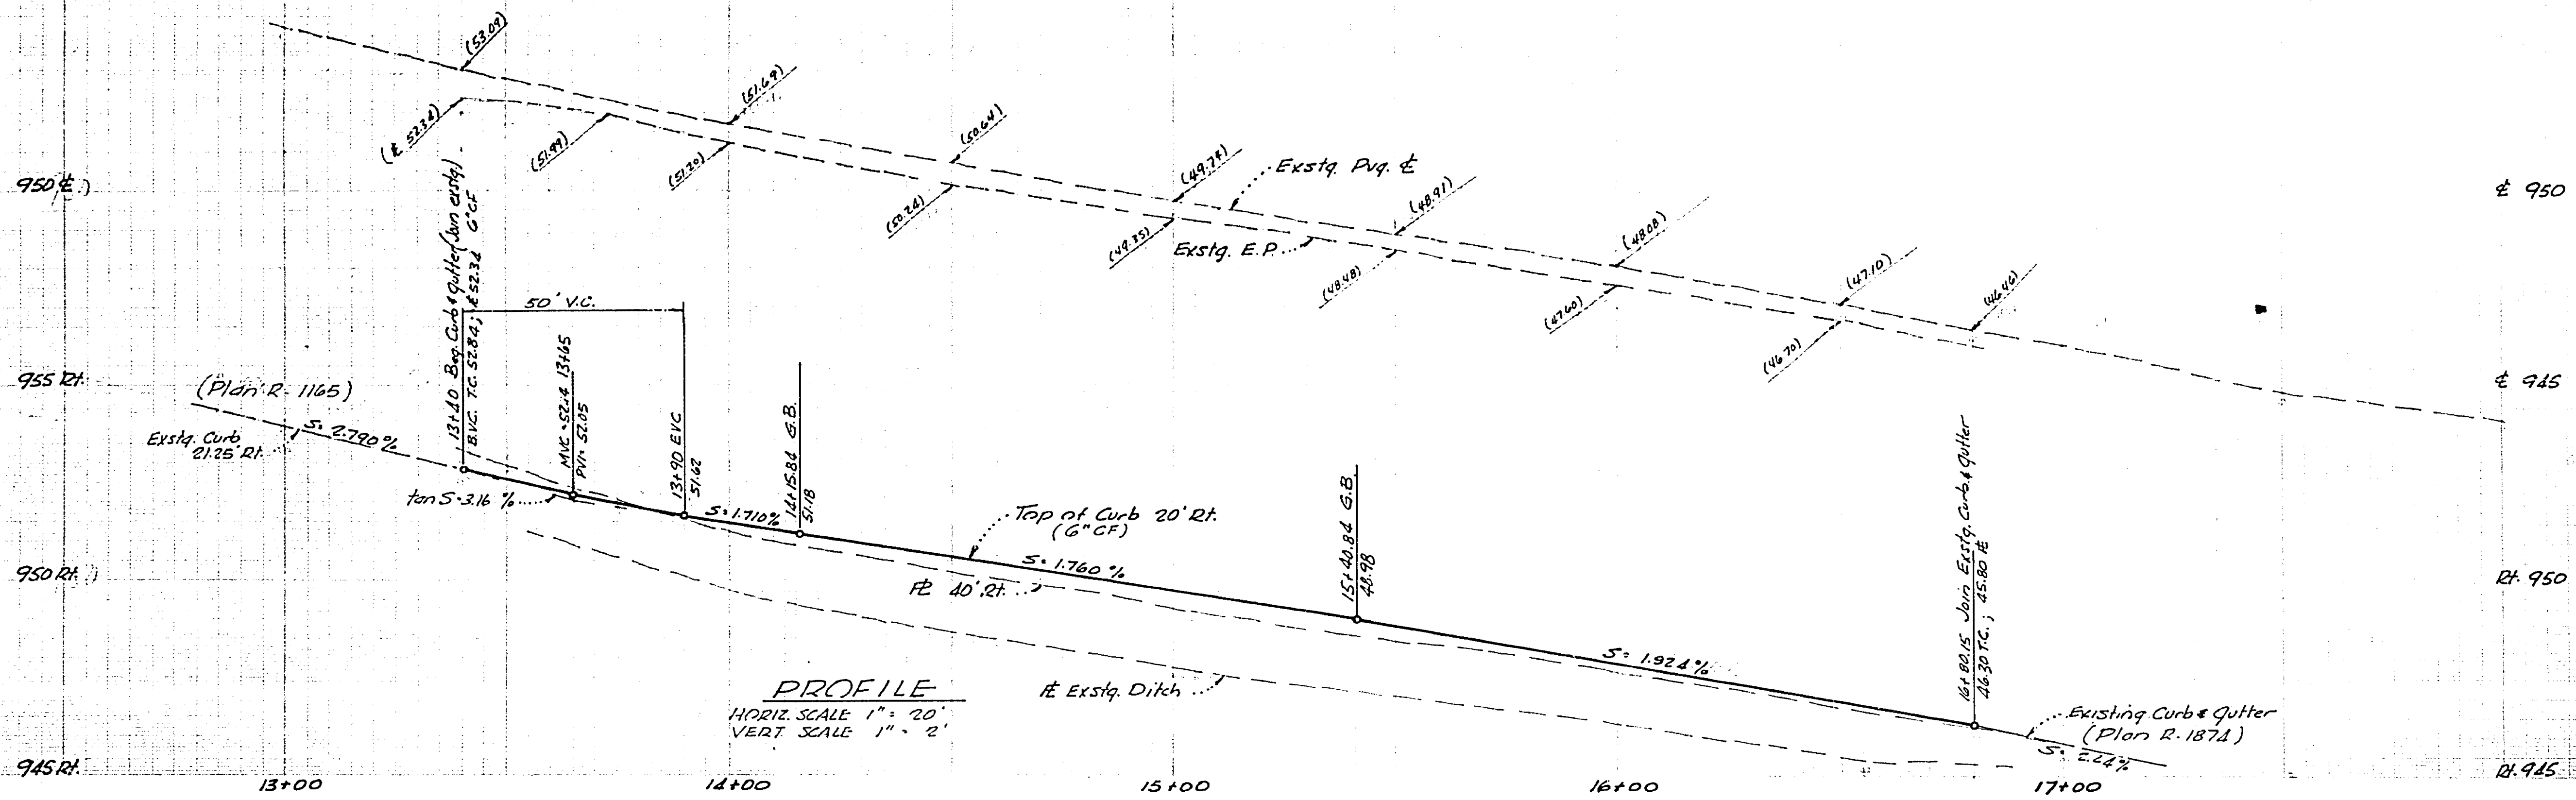 (53.09)
(51.69)
(50.64)
(49.74)
(48.91)
(48.08)
(47.10)
(46.46)
(℄ 52.34)
(51.99)
(51.20)
(50.24)
(49.35)
(48.48)
(47.60)
(46.70)
Exstg. Pvg. ℄
Exstg. E.P.
950 ℄
℄ 950
955 Rt.
℄ 945
950 Rt.
Rt. 950
945 Rt.
Rt. 945
(Plan R-1165)
S= 2.790%
Exstg. Curb
21.25' Rt.
13+40 Beg. Curb & Gutter (Join exstg.)
B.V.C. T.C. 52.84; ℄ 52.34 6" CF
50' V.C.
tan S=3.16 %
MVC = 52.14 13+65
PVI= 52.05
13+90 EVC
51.62
S= 1.710%
14+15.84 G.B.
51.18
Top of Curb 20' Rt.
(6" CF)
S= 1.760 %
℄ 40' Rt.
15+40.84 G.B.
48.98
S= 1.924%
16+80.15 Join Exstg. Curb & Gutter
46.30 T.C.; 45.80 ℄
Existing Curb & Gutter
(Plan R-1874)
S= 2.24%
℄ Exstg. Ditch
PROFILE
HORIZ. SCALE 1" = 20'
VERT. SCALE 1" = 2'
13+00
14+00
15+00
16+00
17+00